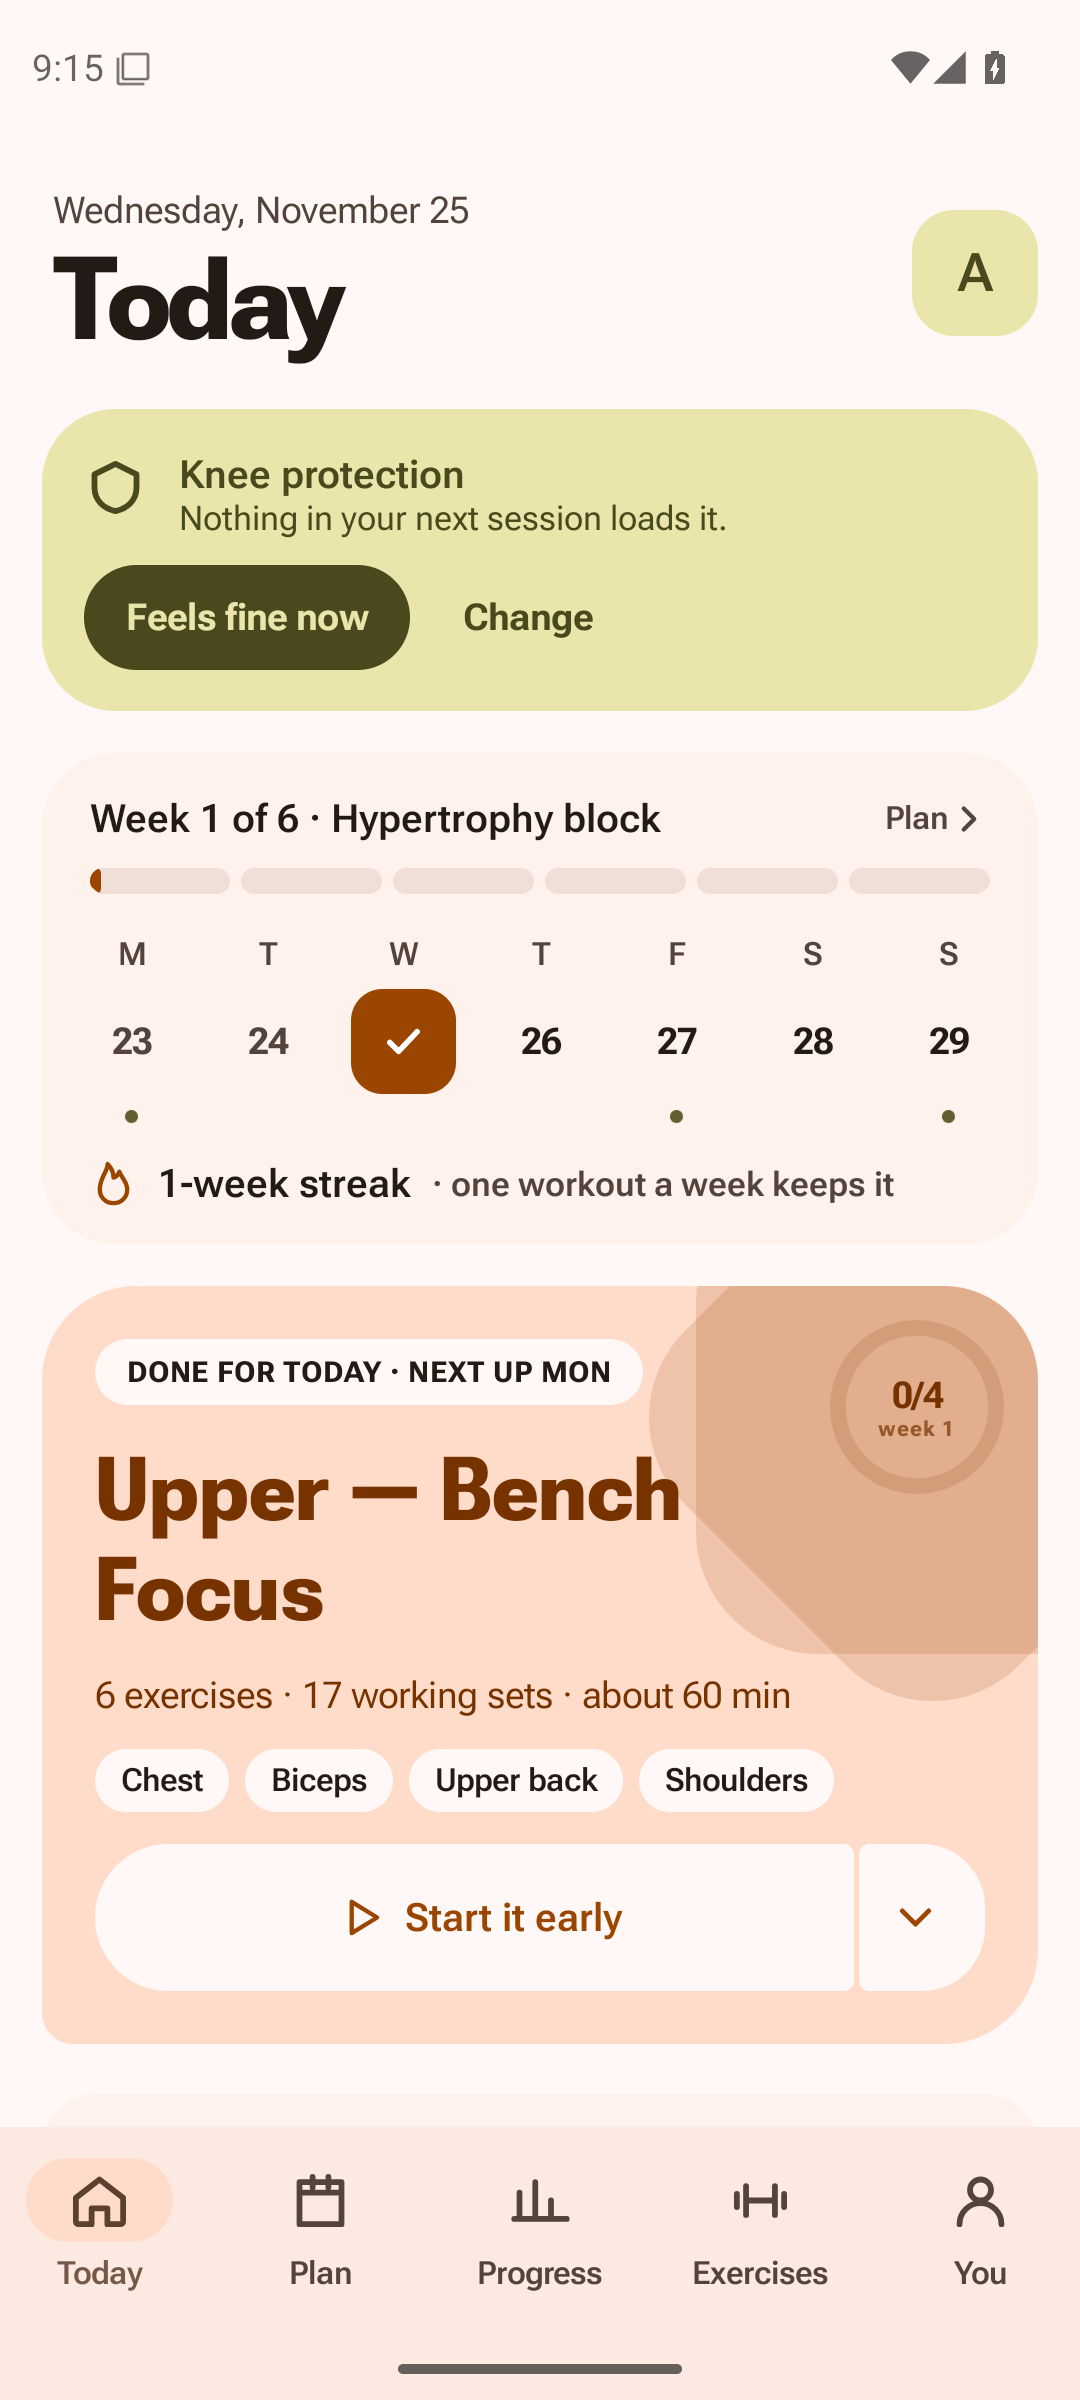 9:15
Wednesday, November 25
Today
A
Knee protection
Nothing in your next session loads it.
Feels fine now
Change
Week 1 of 6 · Hypertrophy block
Plan
M T W T F S S
23 24 26 27 28 29
1-week streak · one workout a week keeps it
DONE FOR TODAY · NEXT UP MON
0/4
week 1
Upper — Bench
Focus
6 exercises · 17 working sets · about 60 min
Chest Biceps Upper back Shoulders
Start it early
Today Plan Progress Exercises You